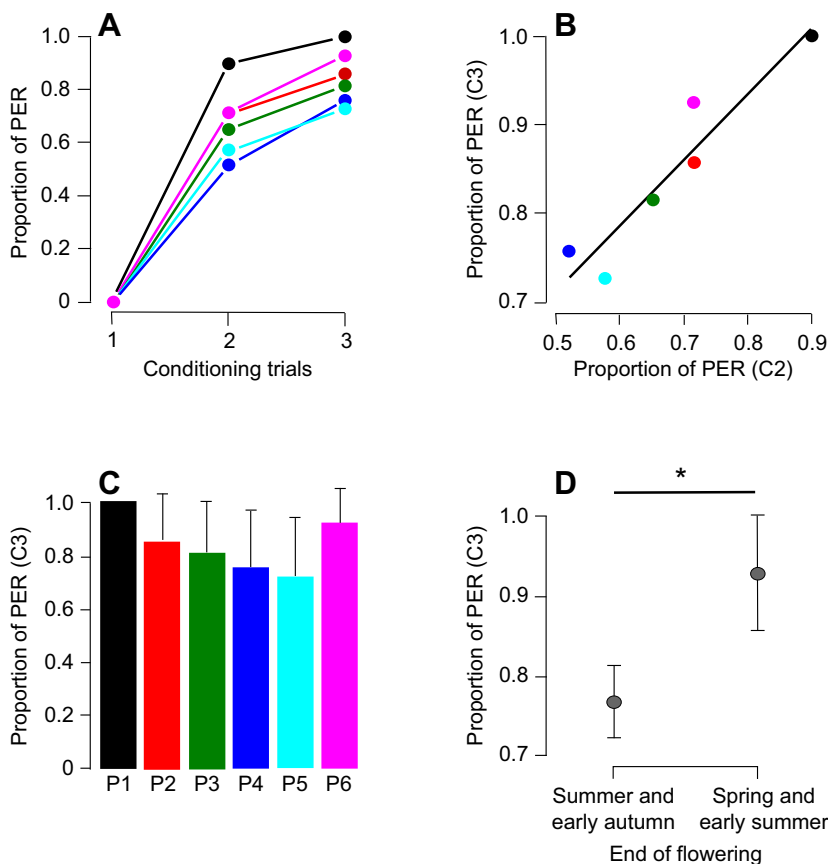 A
Proportion of PER
1.0
0.8
0.6
0.4
0.2
0
1 2 3
Conditioning trials
B
Proportion of PER (C3)
1.0
0.9
0.8
0.7
0.5 0.6 0.7 0.8 0.9
Proportion of PER (C2)
C
Proportion of PER (C3)
1.0
0.8
0.6
0.4
0.2
0
P1 P2 P3 P4 P5 P6
D
*
Proportion of PER (C3)
1.0
0.9
0.8
0.7
Summer and
early autumn
Spring and
early summer
End of flowering